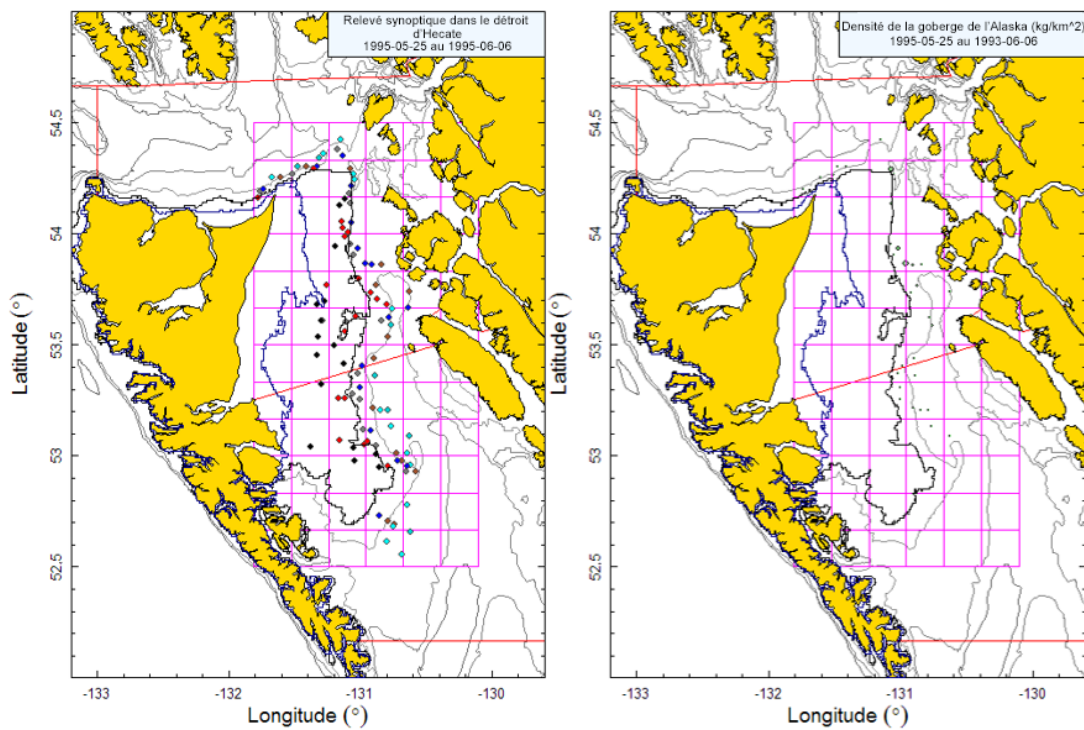 Relevé synoptique dans le détroit
d'Hecate
1995-05-25 au 1995-06-06
54.5
54
53.5
53
52.5
Latitude (°)
-133
-132
-131
-130
Longitude (°)
Densité de la goberge de l'Alaska (kg/km^2)
1995-05-25 au 1993-06-06
54.5
54
53.5
53
52.5
Latitude (°)
-133
-132
-131
-130
Longitude (°)